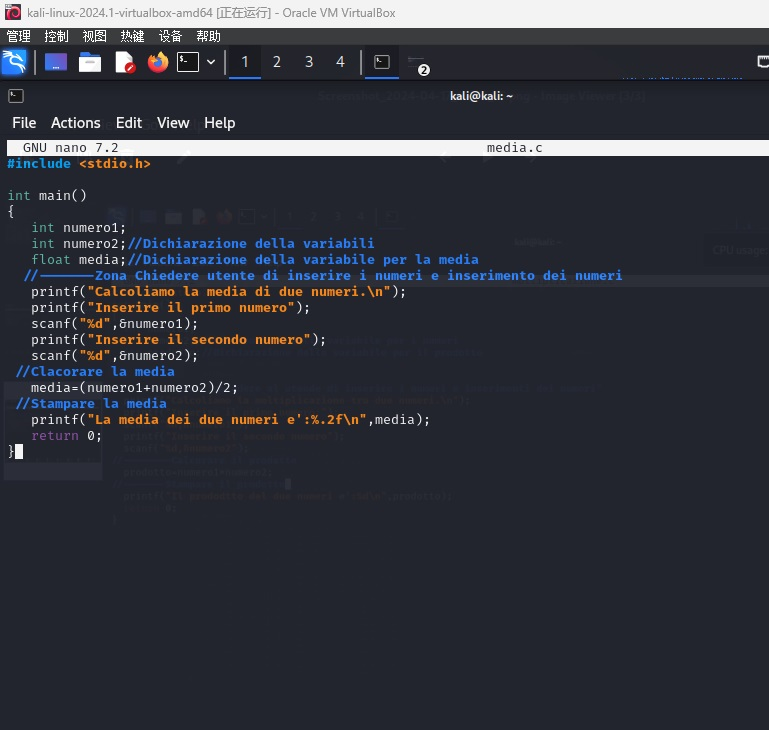 kali-linux-2024.1-virtualbox-amd64 [正在运行] - Oracle VM VirtualBox
管理 控制 视图 热键 设备 帮助
1 2 3 4 2
kali@kali: ~
File Actions Edit View Help
GNU nano 7.2 media.c
#include <stdio.h>
int main()
{
int numero1;
int numero2;//Dichiarazione della variabili
float media;//Dichiarazione della variabile per la media
//———————Zona Chiedere utente di inserire i numeri e inserimento dei numeri
printf("Calcoliamo la media di due numeri.\n");
printf("Inserire il primo numero");
scanf("%d",&numero1);
printf("Inserire il secondo numero");
scanf("%d",&numero2);
//Clacorare la media
media=(numero1+numero2)/2;
//Stampare la media
printf("La media dei due numeri e':%.2f\n",media);
return 0;
}